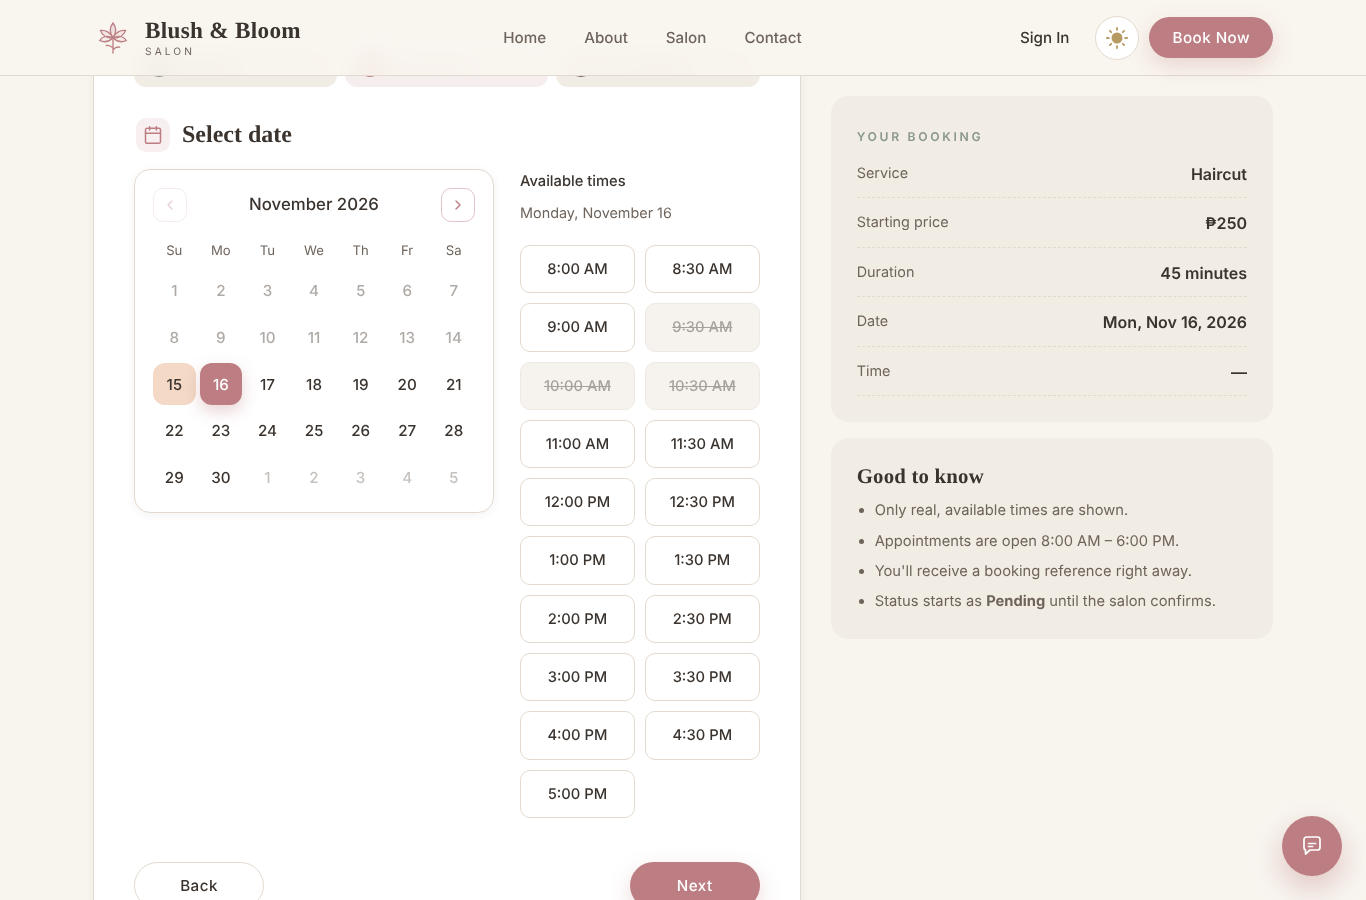 Blush & Bloom
SALON
Home About Salon Contact
Sign In
Book Now
Select date
November 2026
Su Mo Tu We Th Fr Sa
1 2 3 4 5 6 7
8 9 10 11 12 13 14
15 16 17 18 19 20 21
22 23 24 25 26 27 28
29 30 1 2 3 4 5
Available times
Monday, November 16
8:00 AM 8:30 AM
9:00 AM 9:30 AM
10:00 AM 10:30 AM
11:00 AM 11:30 AM
12:00 PM 12:30 PM
1:00 PM 1:30 PM
2:00 PM 2:30 PM
3:00 PM 3:30 PM
4:00 PM 4:30 PM
5:00 PM
Back
Next
YOUR BOOKING
Service Haircut
Starting price ₱250
Duration 45 minutes
Date Mon, Nov 16, 2026
Time —
Good to know
• Only real, available times are shown.
• Appointments are open 8:00 AM – 6:00 PM.
• You'll receive a booking reference right away.
• Status starts as Pending until the salon confirms.